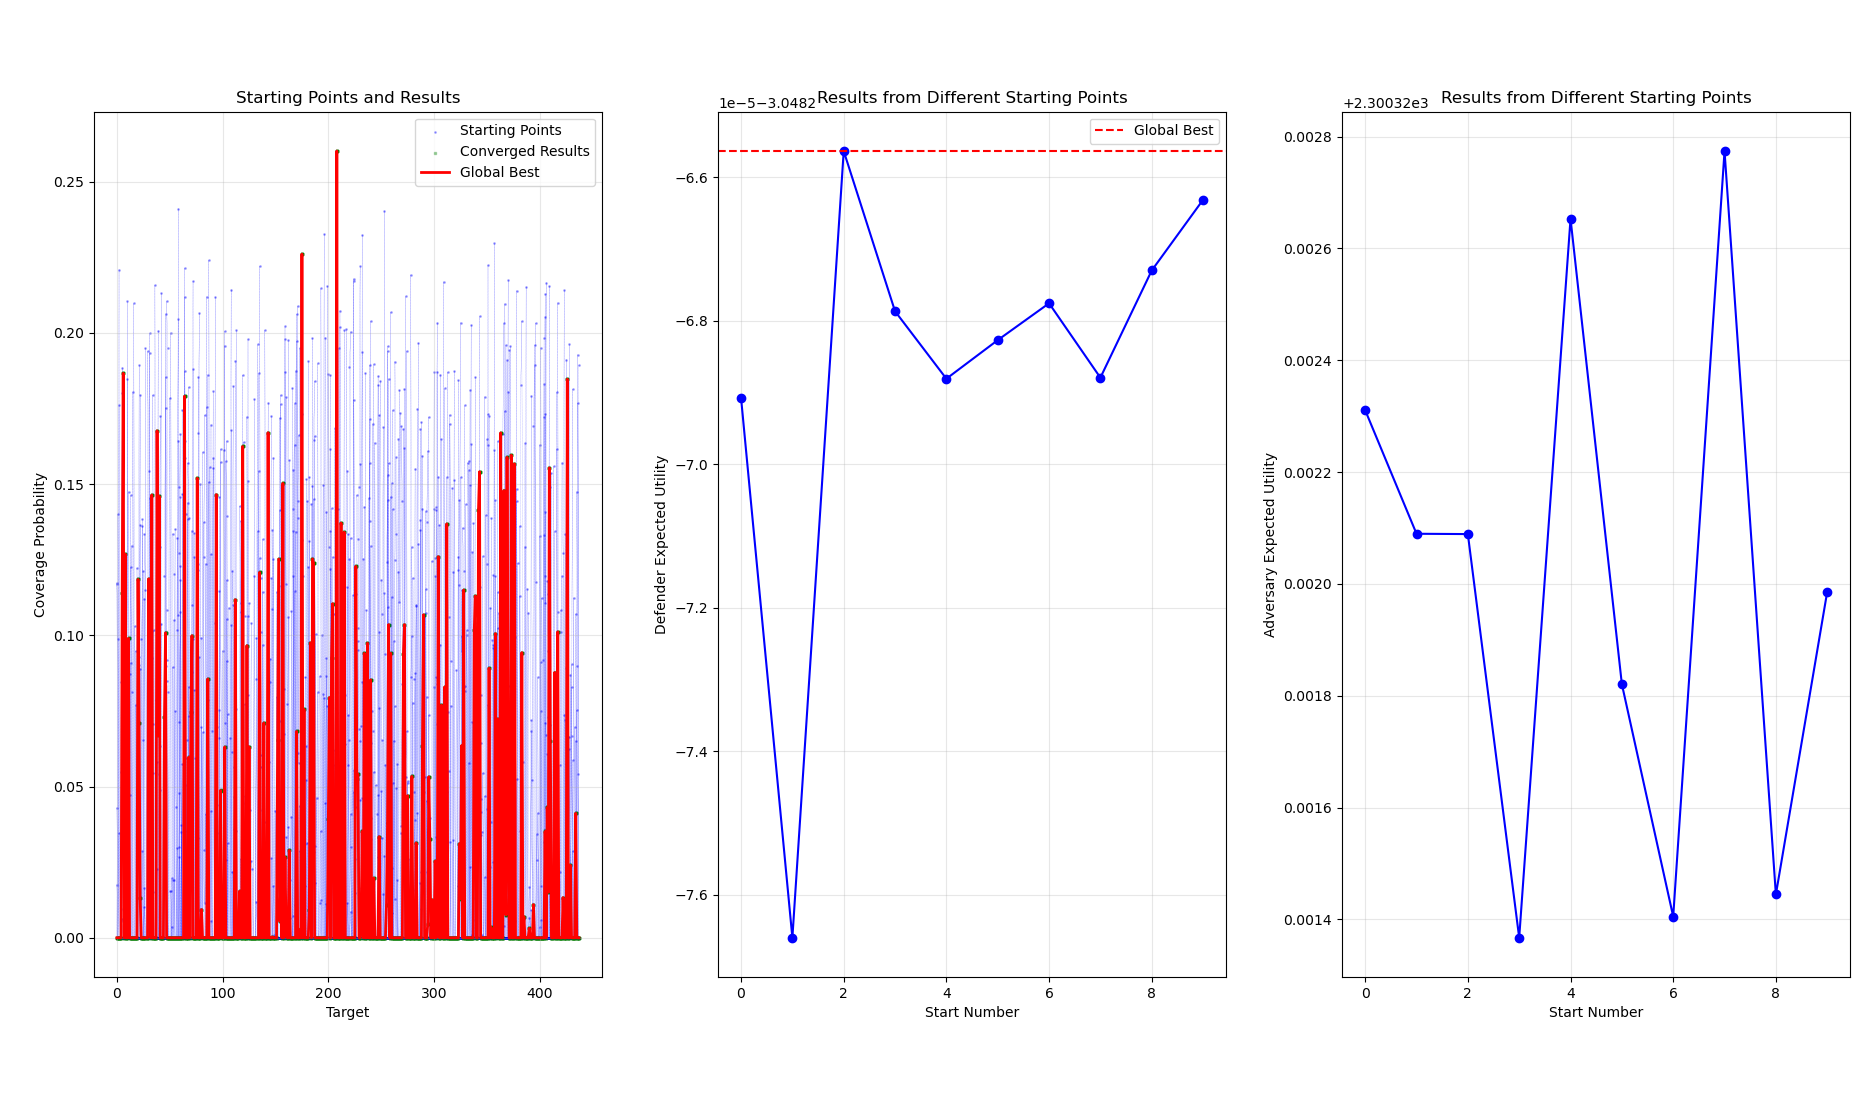 Starting Points and Results
Starting Points
Converged Results
Global Best
0.25
0.20
0.15
0.10
0.05
0.00
Coverage Probability
0 100 200 300 400
Target
1e−5−3.0482
Results from Different Starting Points
Global Best
−6.6
−6.8
−7.0
−7.2
−7.4
−7.6
Defender Expected Utility
0 2 4 6 8
Start Number
+2.30032e3
Results from Different Starting Points
0.0028
0.0026
0.0024
0.0022
0.0020
0.0018
0.0016
0.0014
Adversary Expected Utility
0 2 4 6 8
Start Number